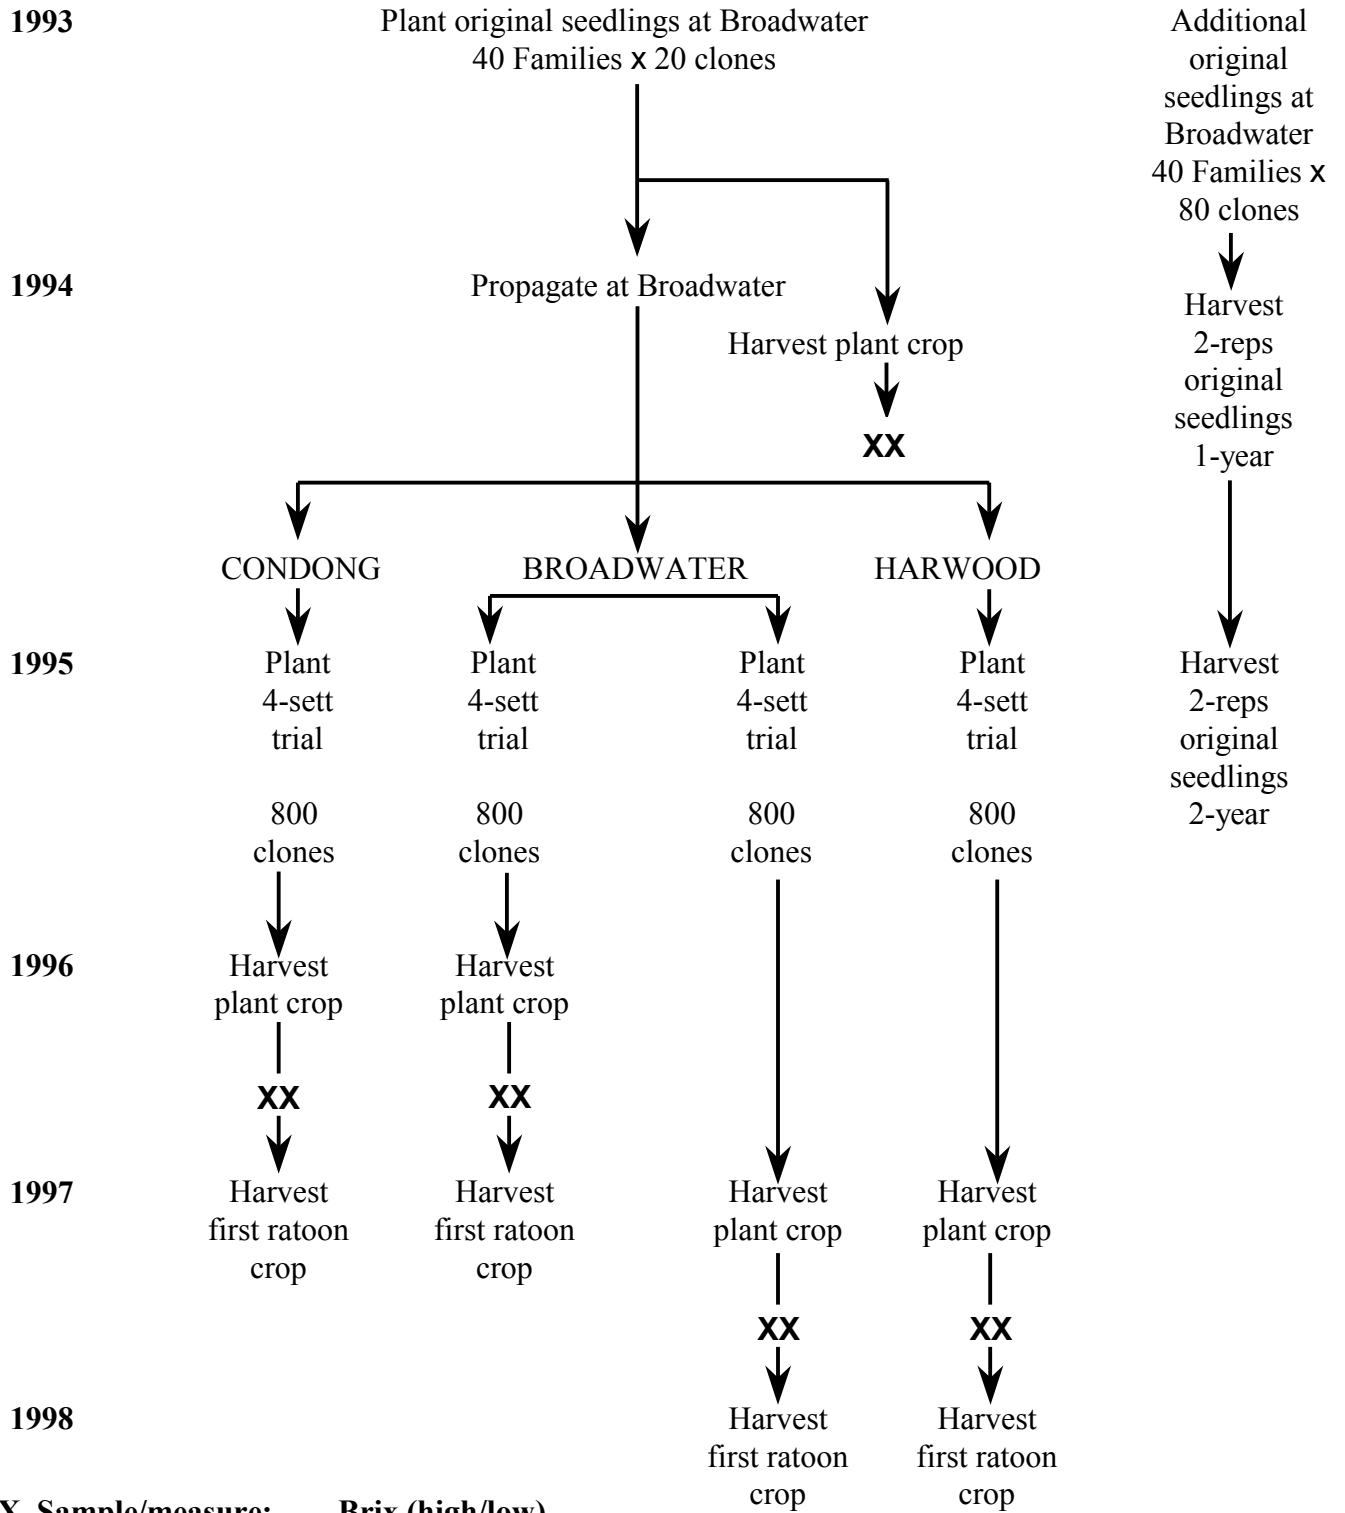 1993
Plant original seedlings at Broadwater
40 Families x 20 clones
Additional
original
seedlings at
Broadwater
40 Families x
80 clones
1994
Propagate at Broadwater
Harvest plant crop
XX
Harvest
2-reps
original
seedlings
1-year
CONDONG
BROADWATER
HARWOOD
1995
Plant
4-sett
trial
800
clones
Plant
4-sett
trial
800
clones
Plant
4-sett
trial
800
clones
Plant
4-sett
trial
800
clones
Harvest
2-reps
original
seedlings
2-year
1996
Harvest
plant crop
XX
Harvest
plant crop
XX
1997
Harvest
first ratoon
crop
Harvest
first ratoon
crop
Harvest
plant crop
XX
Harvest
plant crop
XX
1998
Harvest
first ratoon
crop
Harvest
first ratoon
crop
X Sample/measure: Brix (high/low)